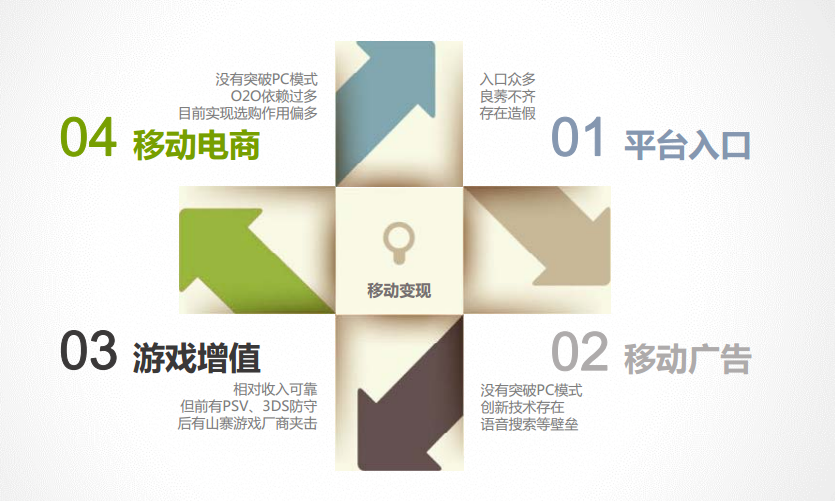 入口众多
良莠不齐
存在造假
01 平台入口
02 移动广告
没有突破PC模式
创新技术存在
语音搜索等壁垒
03 游戏增值
相对收入可靠
但前有PSV、3DS防守
后有山寨游戏厂商夹击
没有突破PC模式
O2O依赖过多
目前实现选购作用偏多
04 移动电商
移动变现